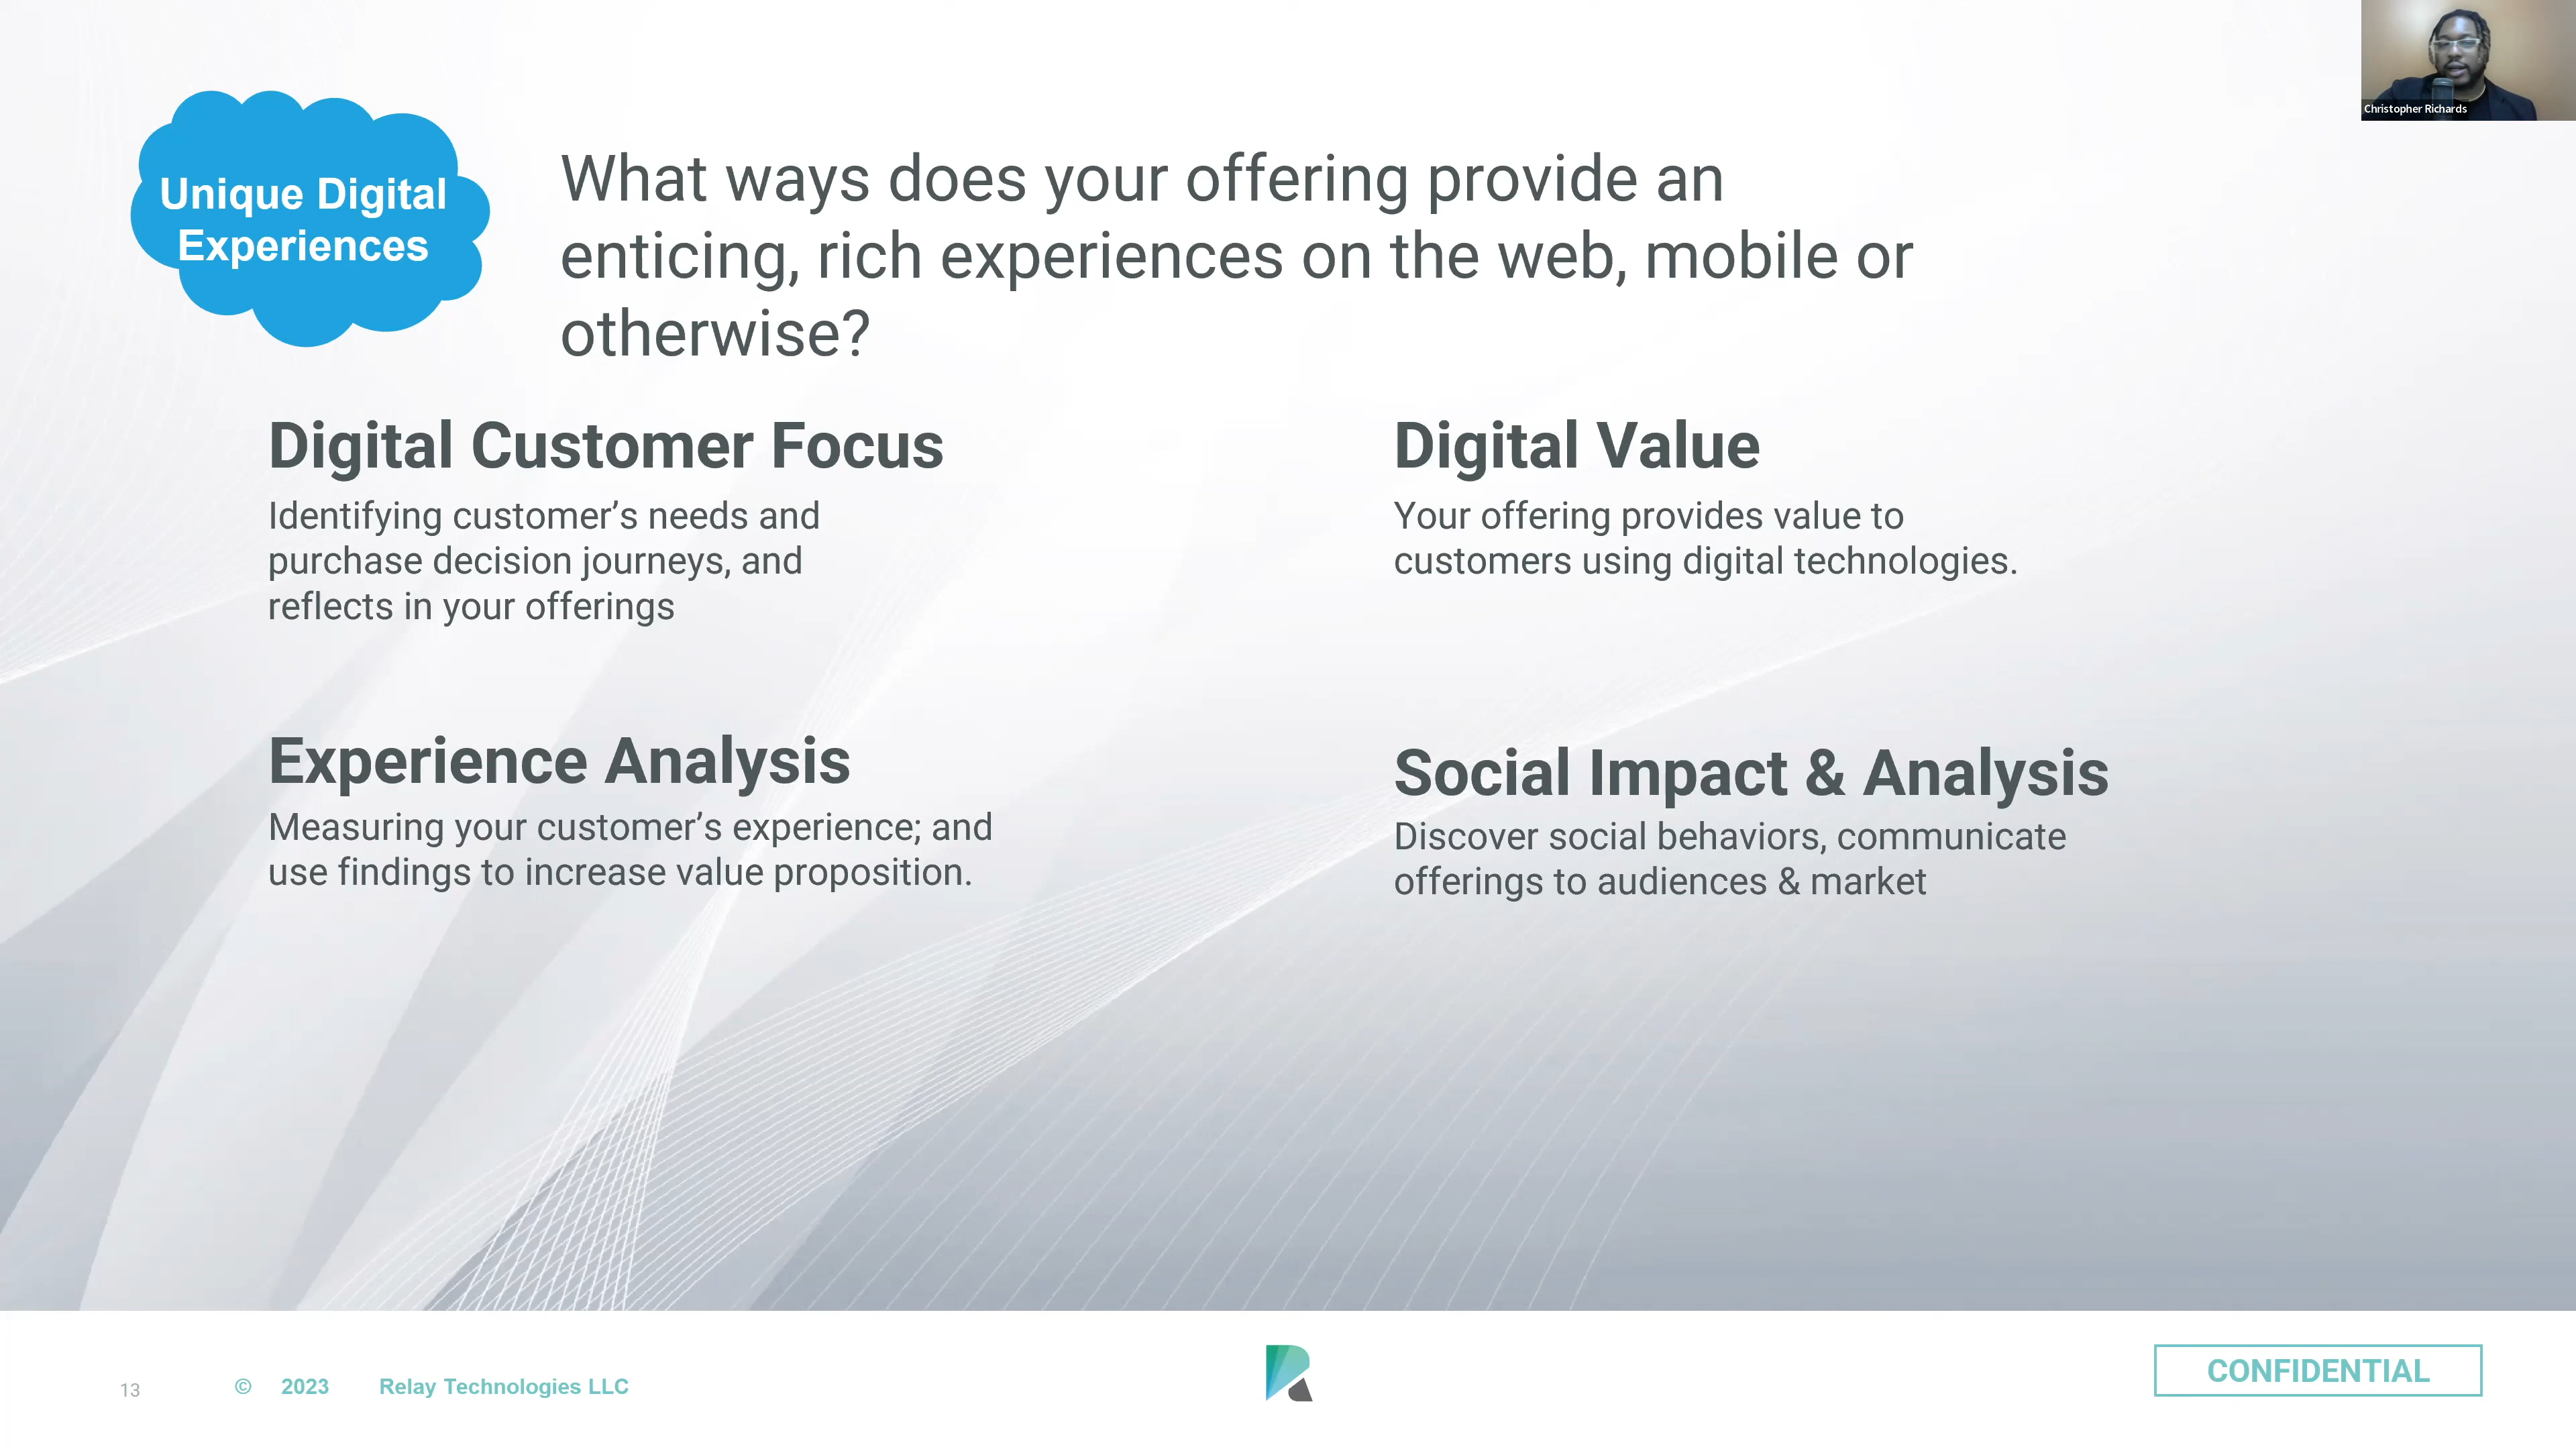 Christopher Richards
Unique Digital
Experiences
What ways does your offering provide an
enticing, rich experiences on the web, mobile or
otherwise?
Digital Customer Focus
Identifying customer’s needs and
purchase decision journeys, and
reflects in your offerings
Digital Value
Your offering provides value to
customers using digital technologies.
Experience Analysis
Measuring your customer’s experience; and
use findings to increase value proposition.
Social Impact & Analysis
Discover social behaviors, communicate
offerings to audiences & market
13 © 2023 Relay Technologies LLC
CONFIDENTIAL